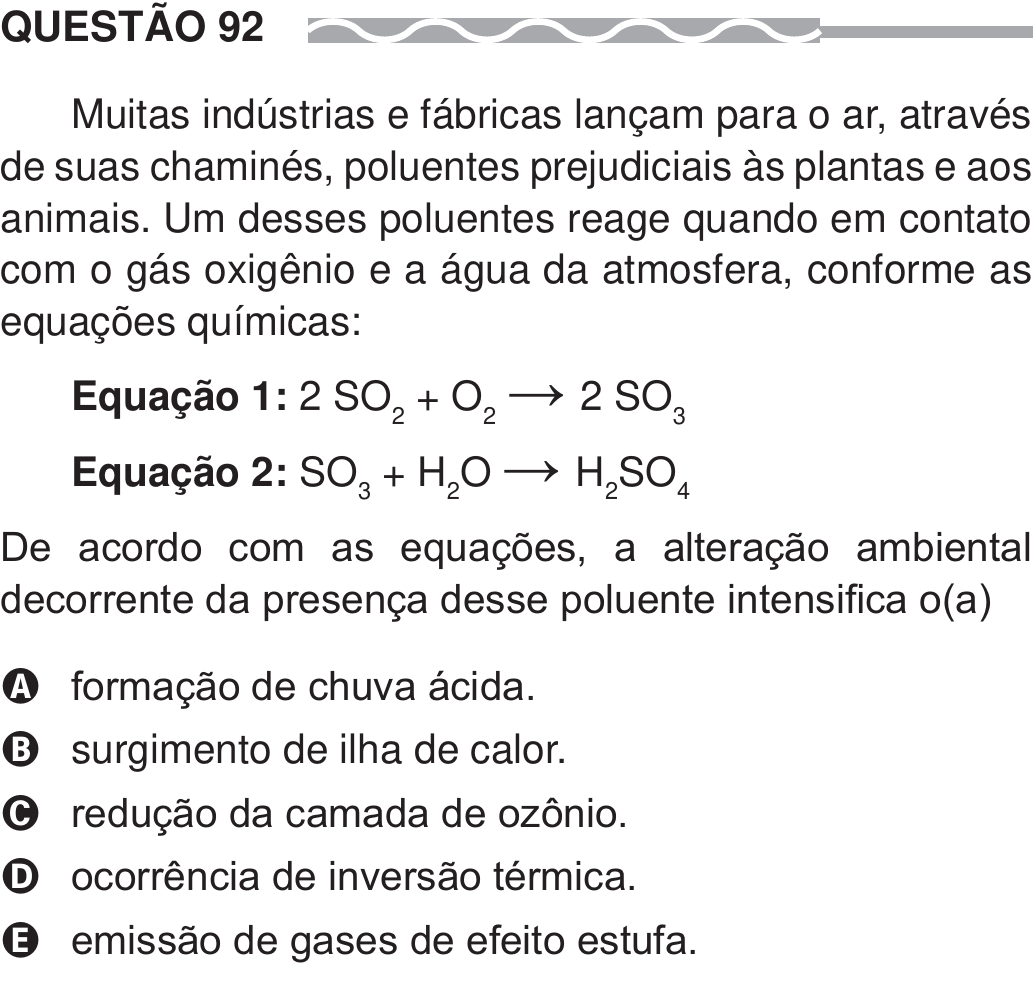 QUESTÃO 92
Muitas indústrias e fábricas lançam para o ar, através
de suas chaminés, poluentes prejudiciais às plantas e aos
animais. Um desses poluentes reage quando em contato
com o gás oxigênio e a água da atmosfera, conforme as
equações químicas:
Equação 1: 2 SO₂ + O₂ → 2 SO₃
Equação 2: SO₃ + H₂O → H₂SO₄
De acordo com as equações, a alteração ambiental
decorrente da presença desse poluente intensifica o(a)
A formação de chuva ácida.
B surgimento de ilha de calor.
C redução da camada de ozônio.
D ocorrência de inversão térmica.
E emissão de gases de efeito estufa.